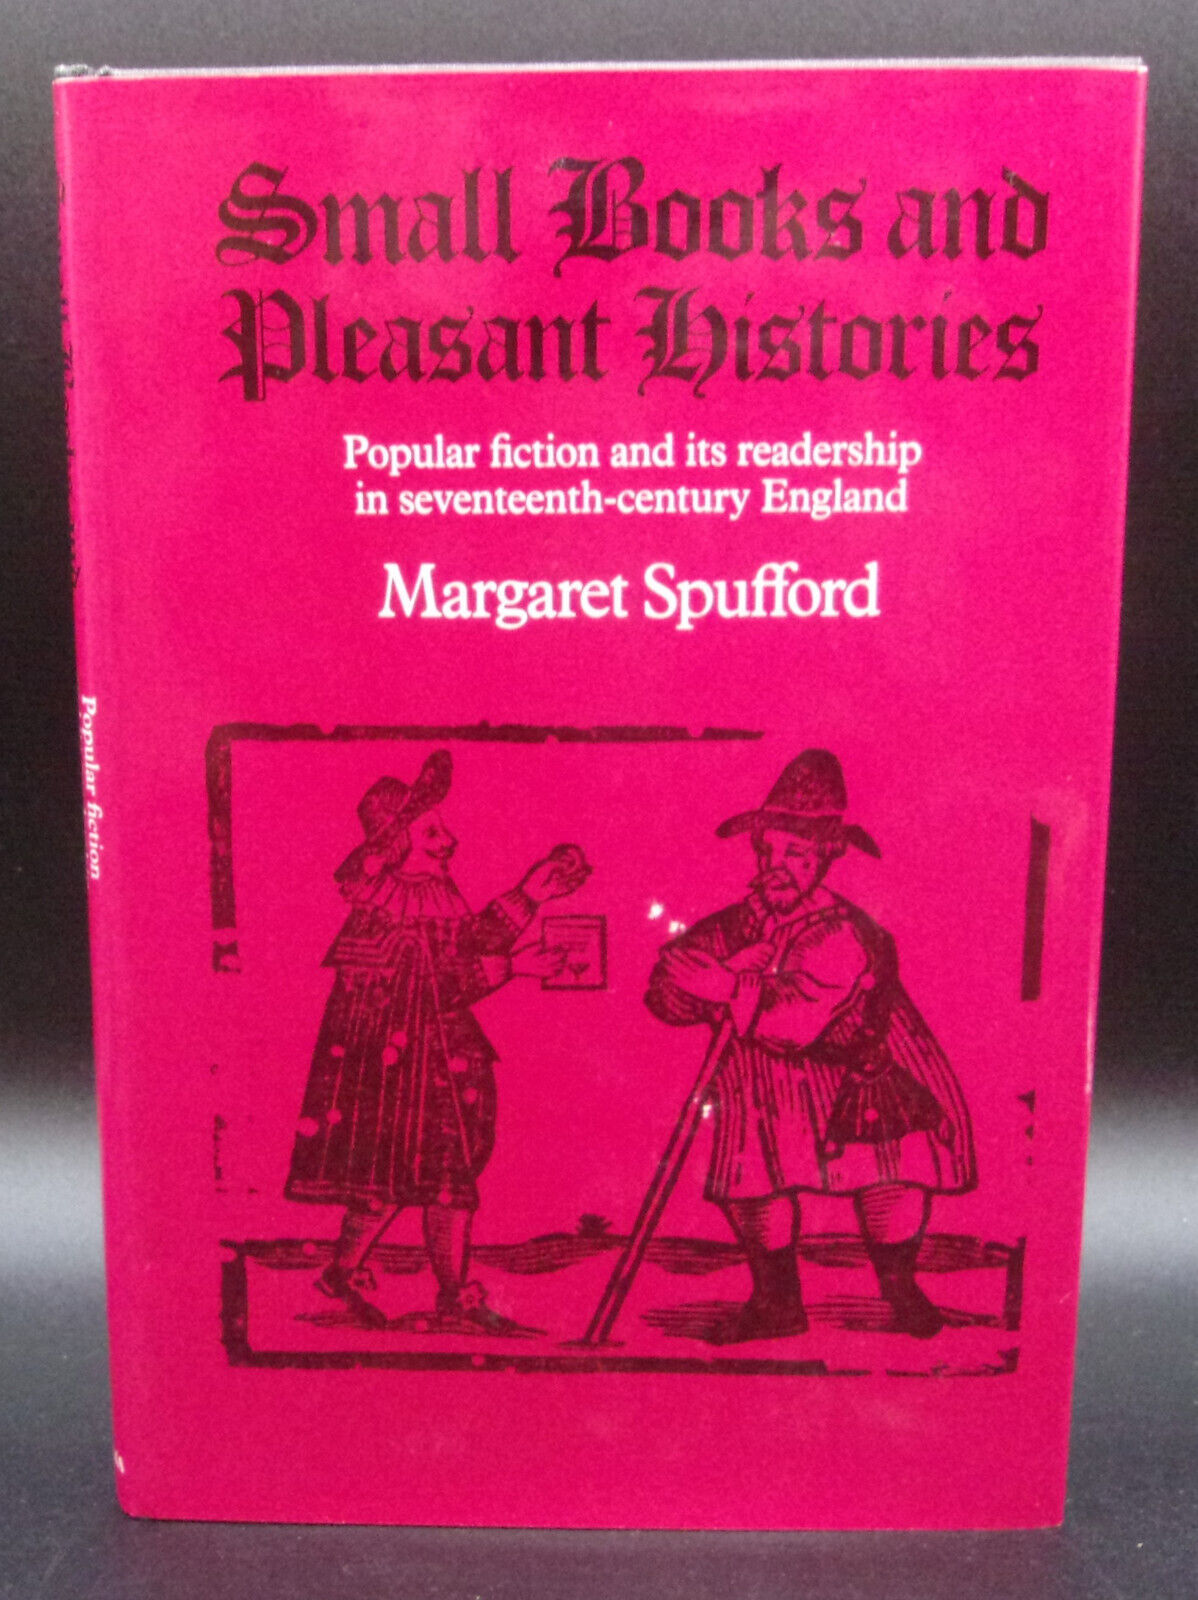 Small Books and
Pleasant Histories
Popular fiction and its readership
in seventeenth-century England
Margaret Spufford
Popular fiction